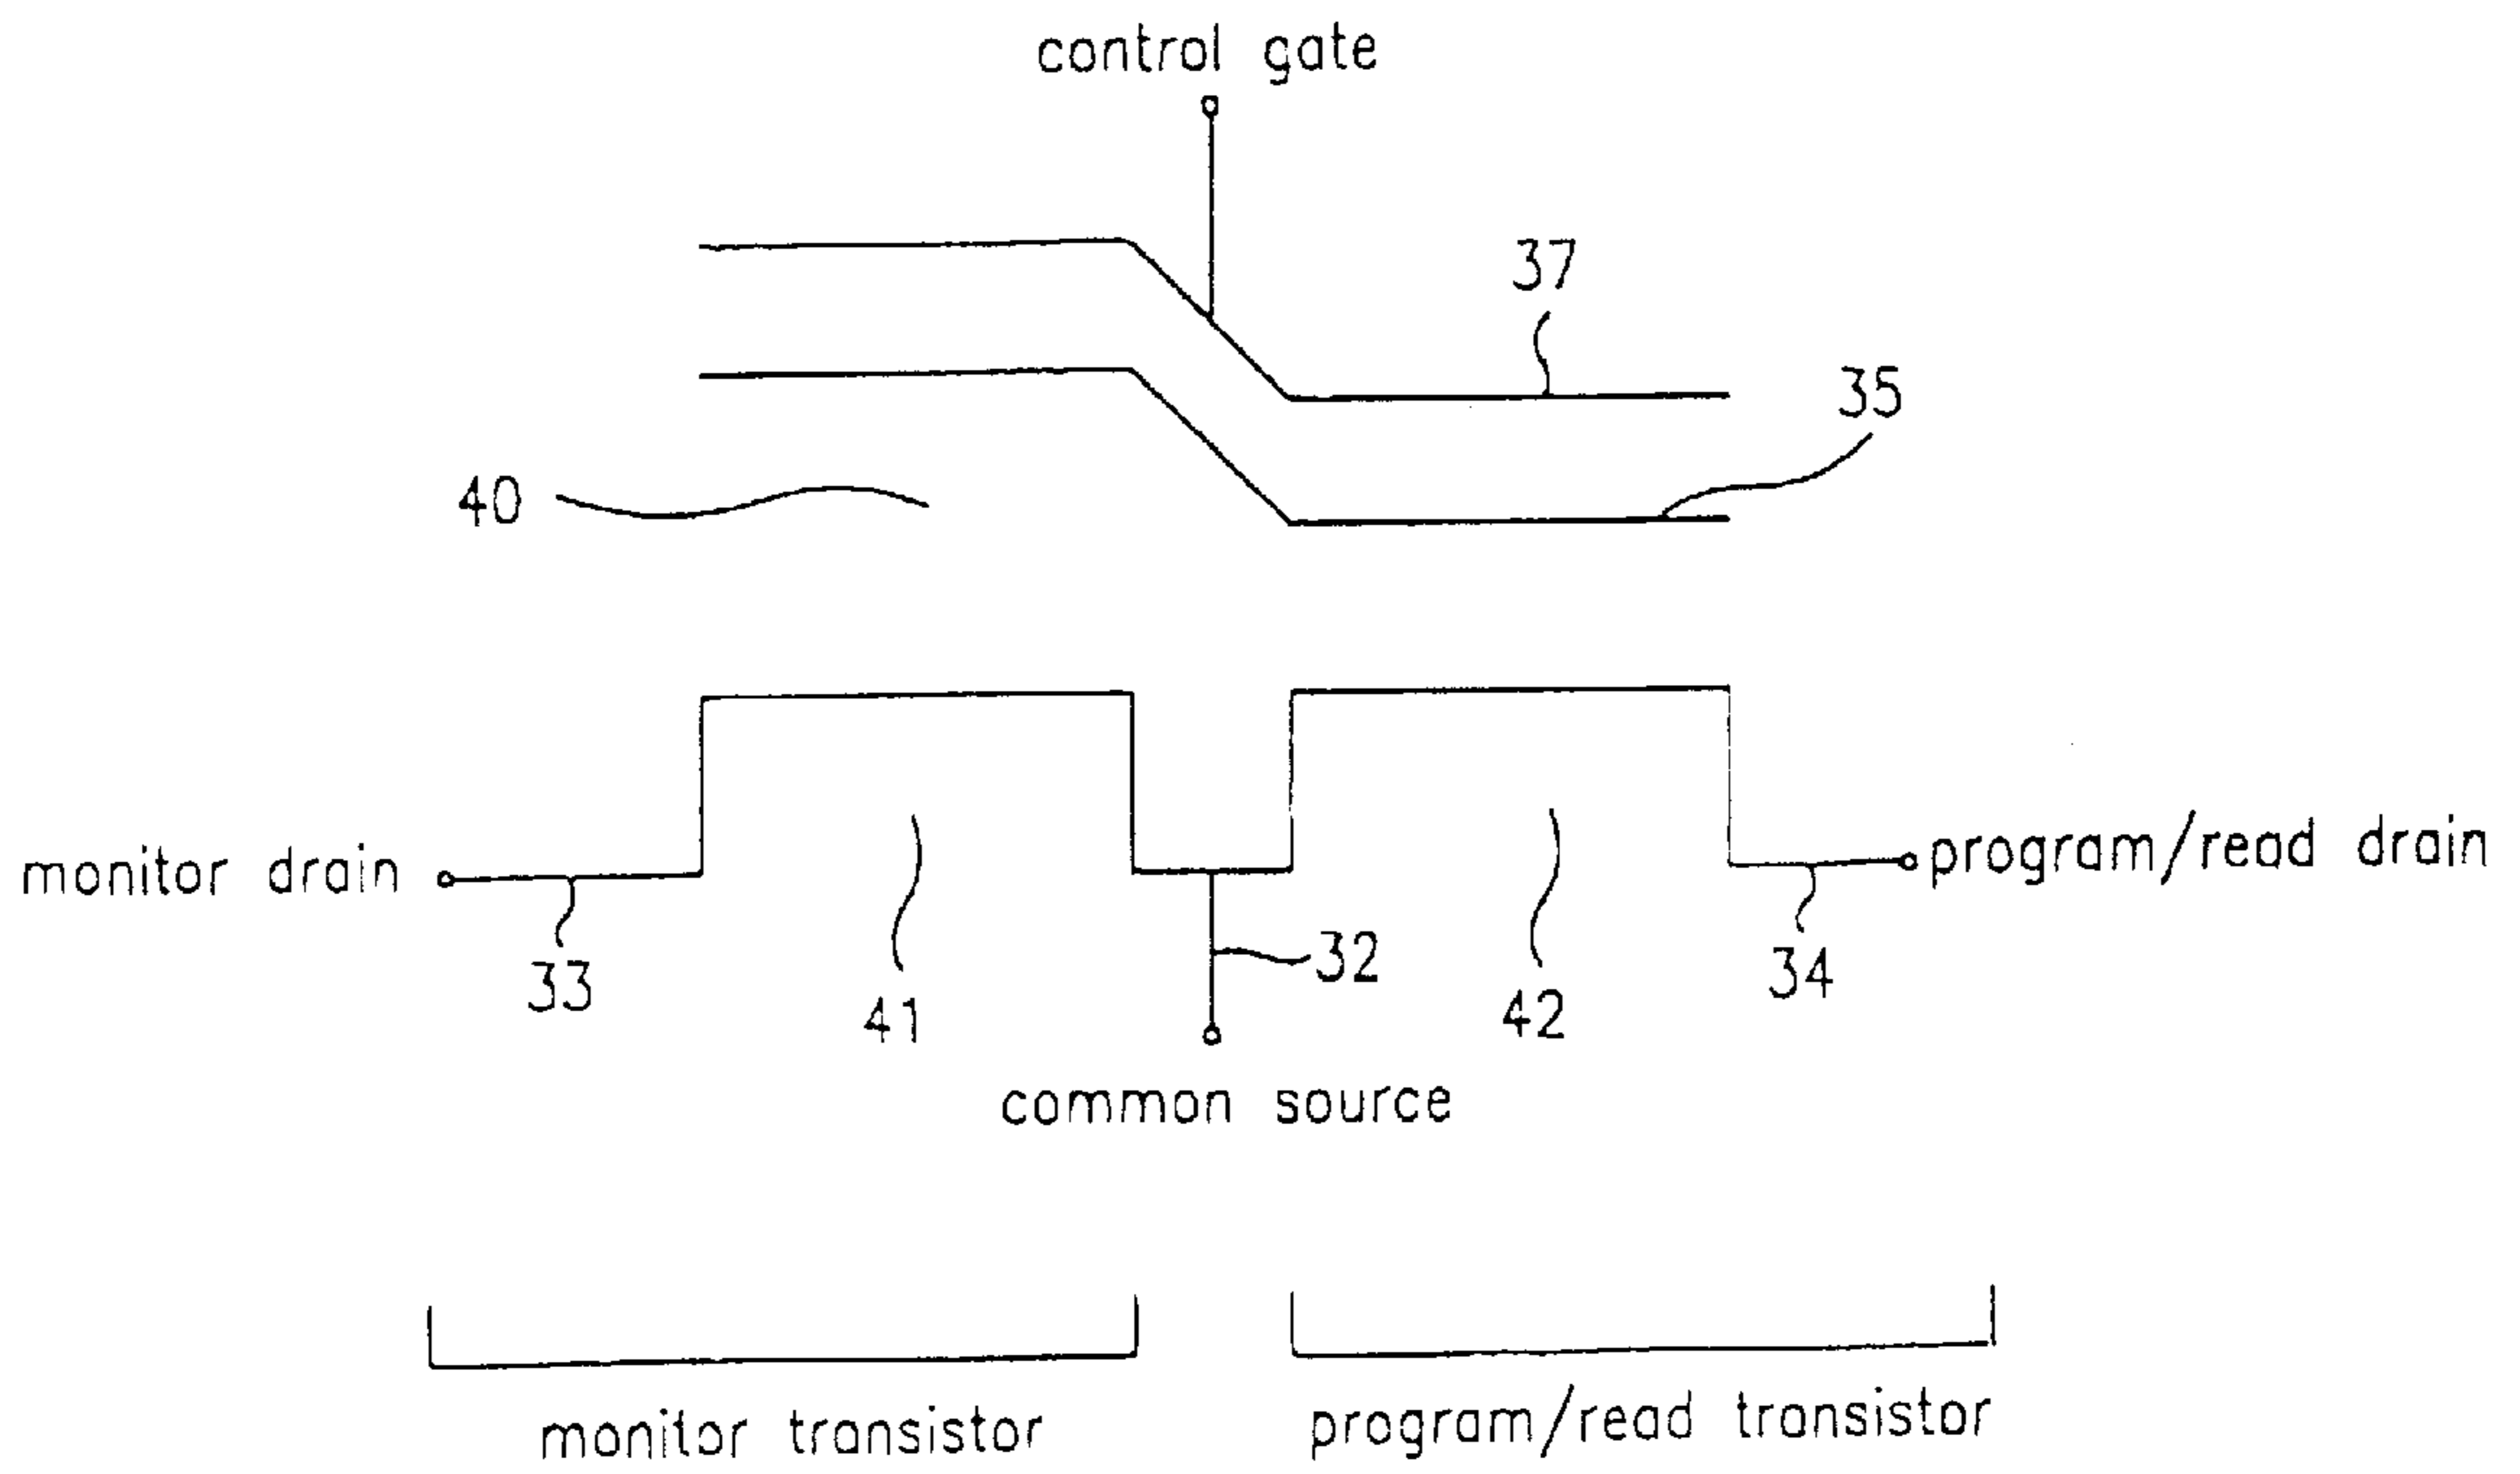 control gate
37
35
40
monitor drain
program/read drain
33
41
32
42
34
common source
monitor transistor
program/read transistor